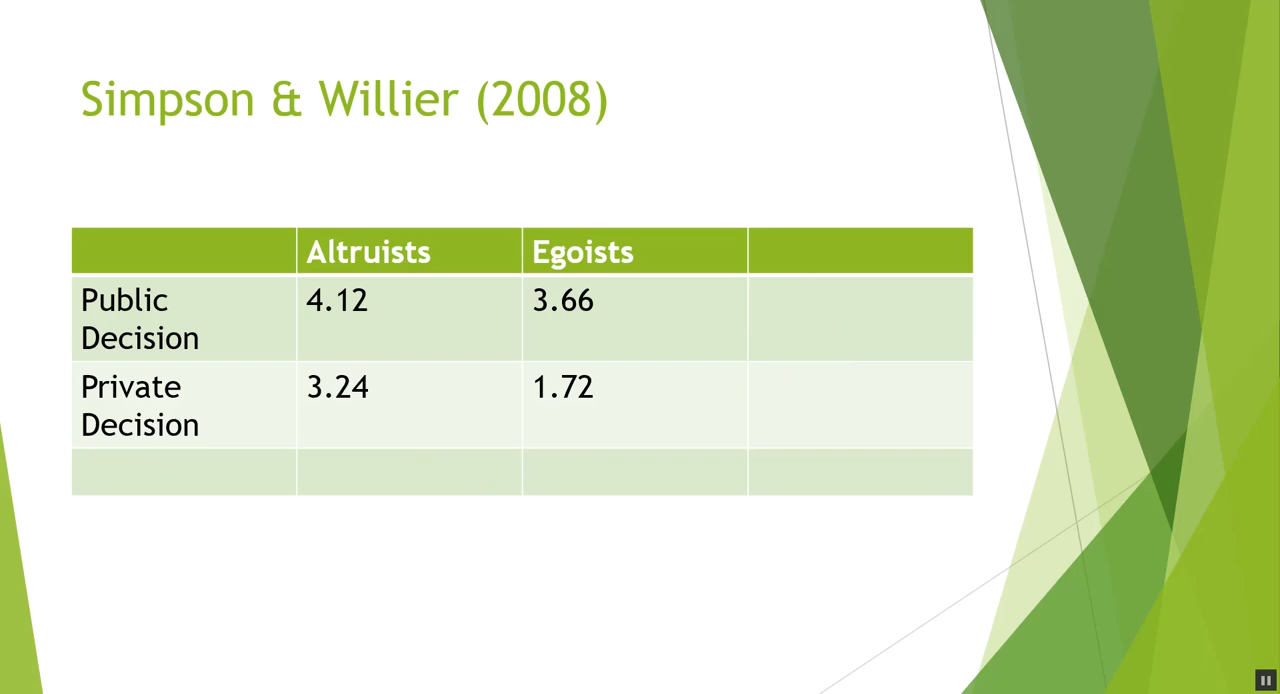 Simpson & Willier (2008)
Altruists Egoists
Public 4.12 3.66
Decision
Private 3.24 1.72
Decision